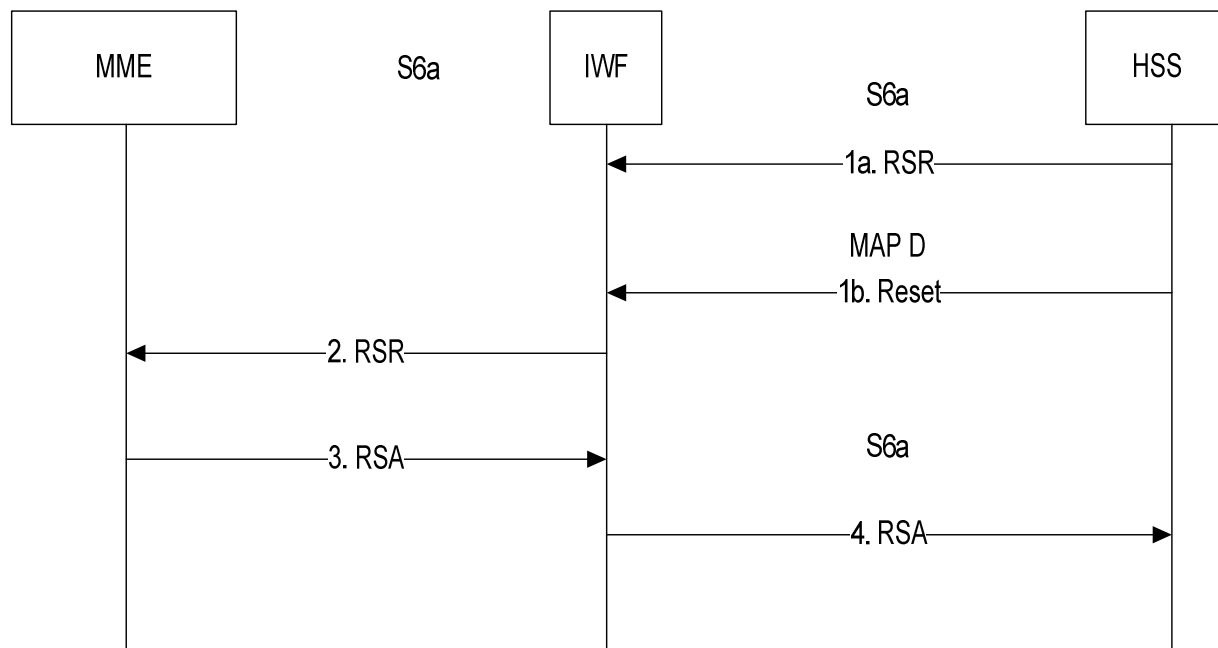 MME
S6a
IWF
HSS
S6a
1a. RSR
MAP D
1b. Reset
2. RSR
3. RSA
S6a
4. RSA